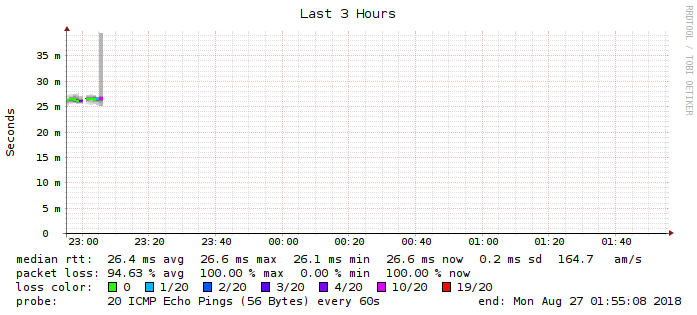 Last 3 Hours
RRDTOOL / TOBI OETIKER
Seconds
35 m
30 m
25 m
20 m
15 m
10 m
5 m
0
23:00 23:20 23:40 00:00 00:20 00:40 01:00 01:20 01:40
median rtt: 26.4 ms avg 26.6 ms max 26.1 ms min 26.6 ms now 0.2 ms sd 164.7 am/s
packet loss: 94.63 % avg 100.00 % max 0.00 % min 100.00 % now
loss color: 0 1/20 2/20 3/20 4/20 10/20 19/20
probe: 20 ICMP Echo Pings (56 Bytes) every 60s end: Mon Aug 27 01:55:08 2018